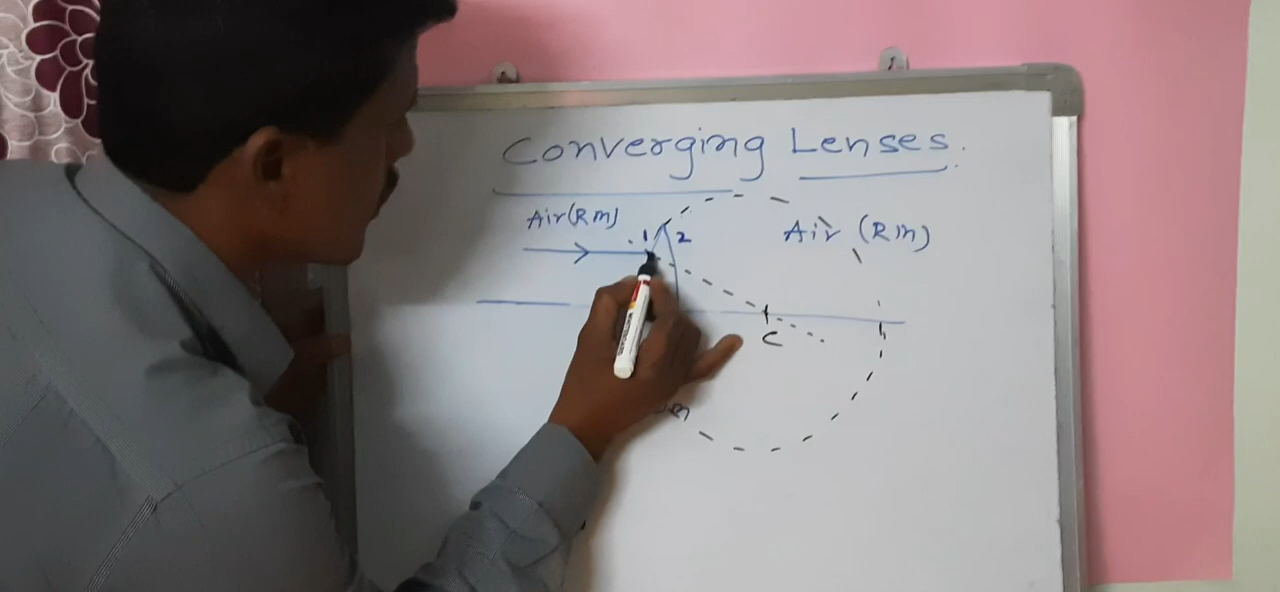 Converging Lenses.
Air (Rm)
1 2
Air (Rm)
C